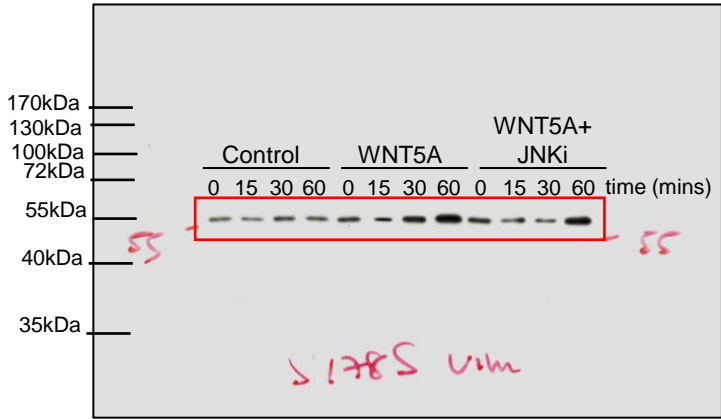 170kDa
130kDa
100kDa
72kDa
55kDa
40kDa
35kDa
WNT5A+
Control WNT5A JNKi
0 15 30 60 0 15 30 60 0 15 30 60 time (mins)
55 55
S178S Vim